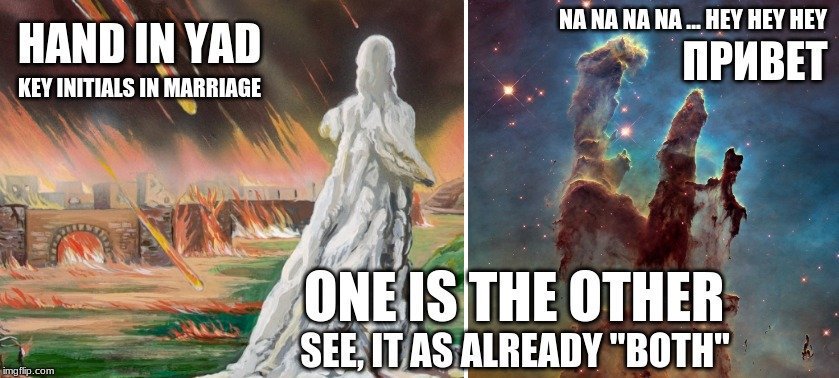 HAND IN YAD
KEY INITIALS IN MARRIAGE
NA NA NA NA ... HEY HEY HEY
ПРИВЕТ
ONE IS THE OTHER
SEE, IT AS ALREADY "BOTH"
imgflip.com